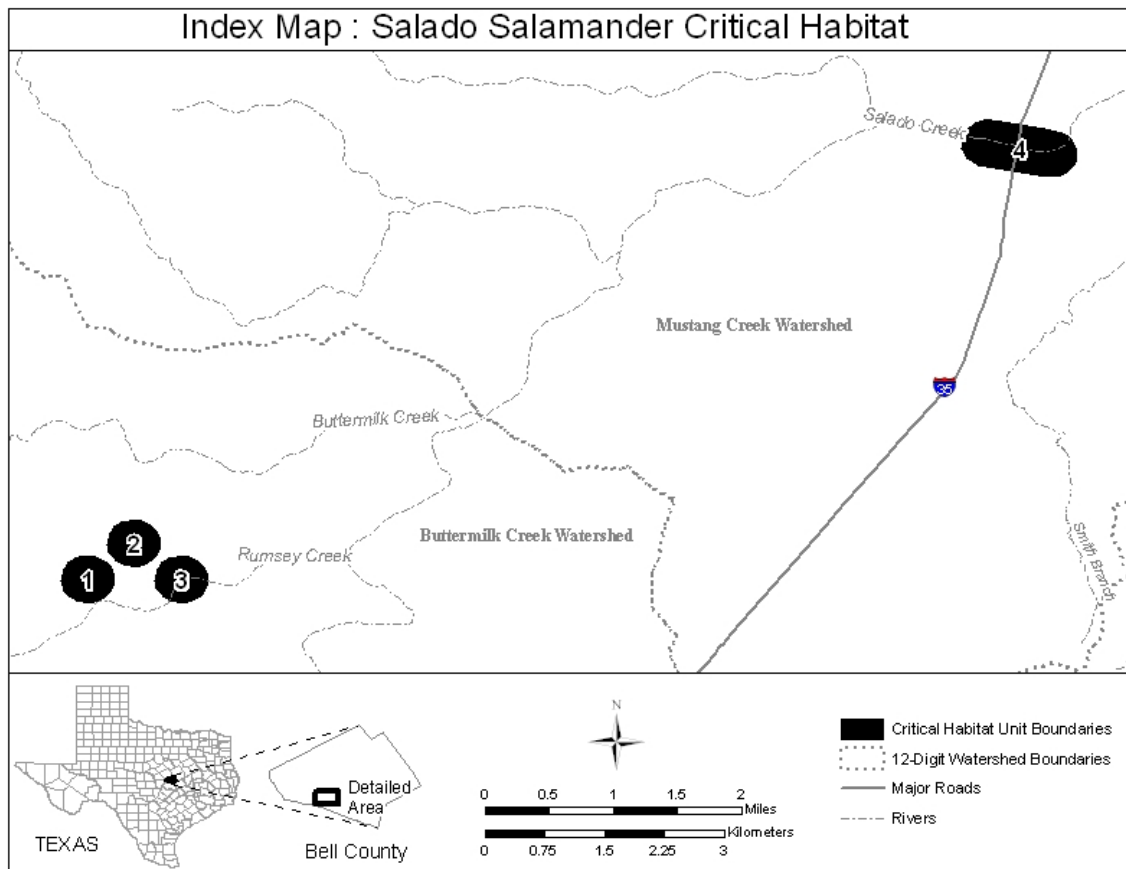 Index Map : Salado Salamander Critical Habitat
Salado Creek
4
Mustang Creek Watershed
35
Buttermilk Creek
Buttermilk Creek Watershed
2
Rumsey Creek
1
3
Smith Branch
TEXAS
Detailed
Area
Bell County
N
0 0.5 1 1.5 2
Miles
Kilometers
0 0.75 1.5 2.25 3
Critical Habitat Unit Boundaries
12-Digit Watershed Boundaries
Major Roads
Rivers